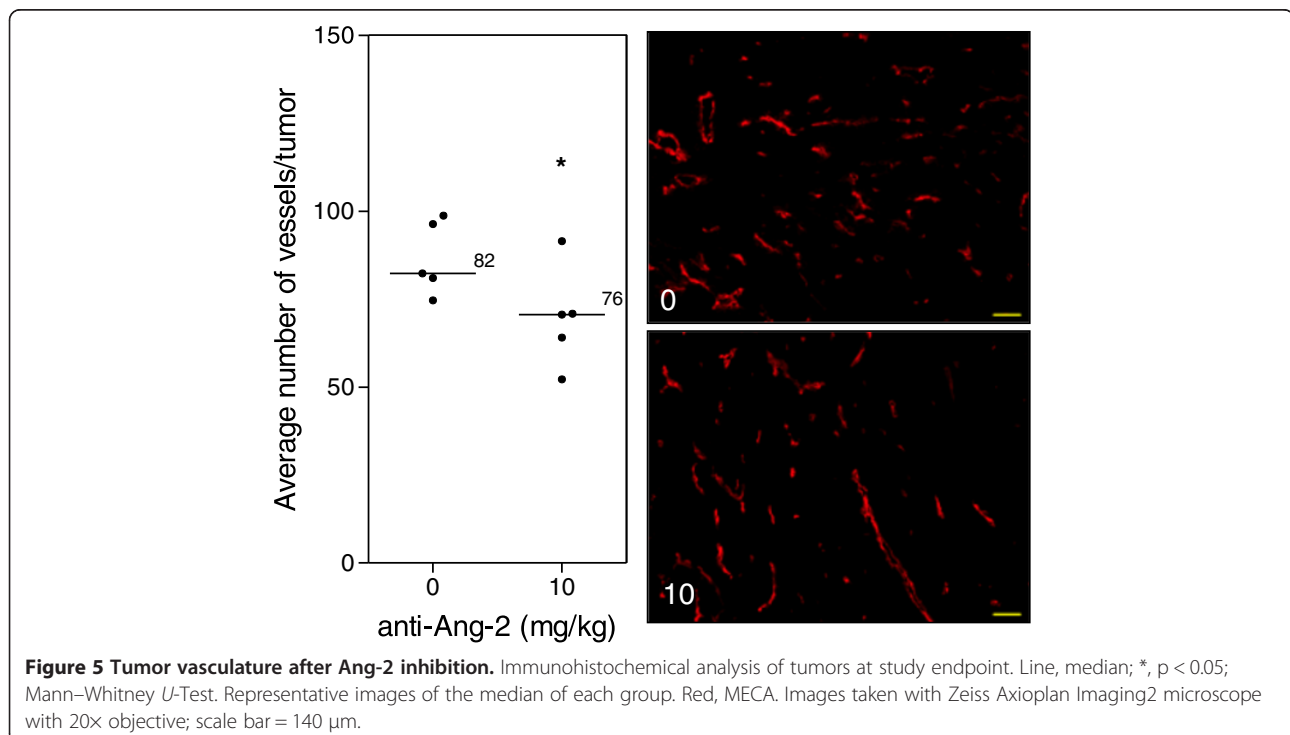 150
100
50
0
Average number of vessels/tumor
*
82
76
0 10
anti-Ang-2 (mg/kg)
0
10
Figure 5 Tumor vasculature after Ang-2 inhibition. Immunohistochemical analysis of tumors at study endpoint. Line, median; *, p < 0.05;
Mann–Whitney U-Test. Representative images of the median of each group. Red, MECA. Images taken with Zeiss Axioplan Imaging2 microscope
with 20× objective; scale bar = 140 μm.